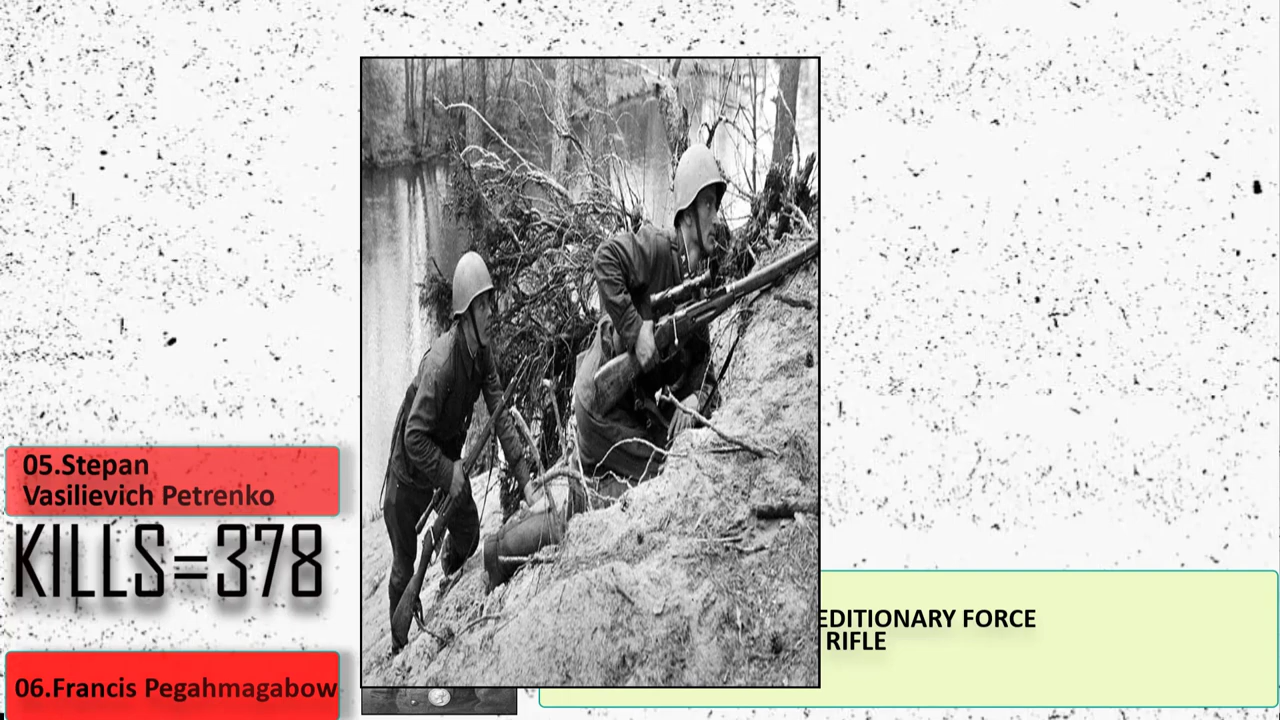 05.Stepan
Vasilievich Petrenko
KILLS=378
EDITIONARY FORCE
RIFLE
06.Francis Pegahmagabow